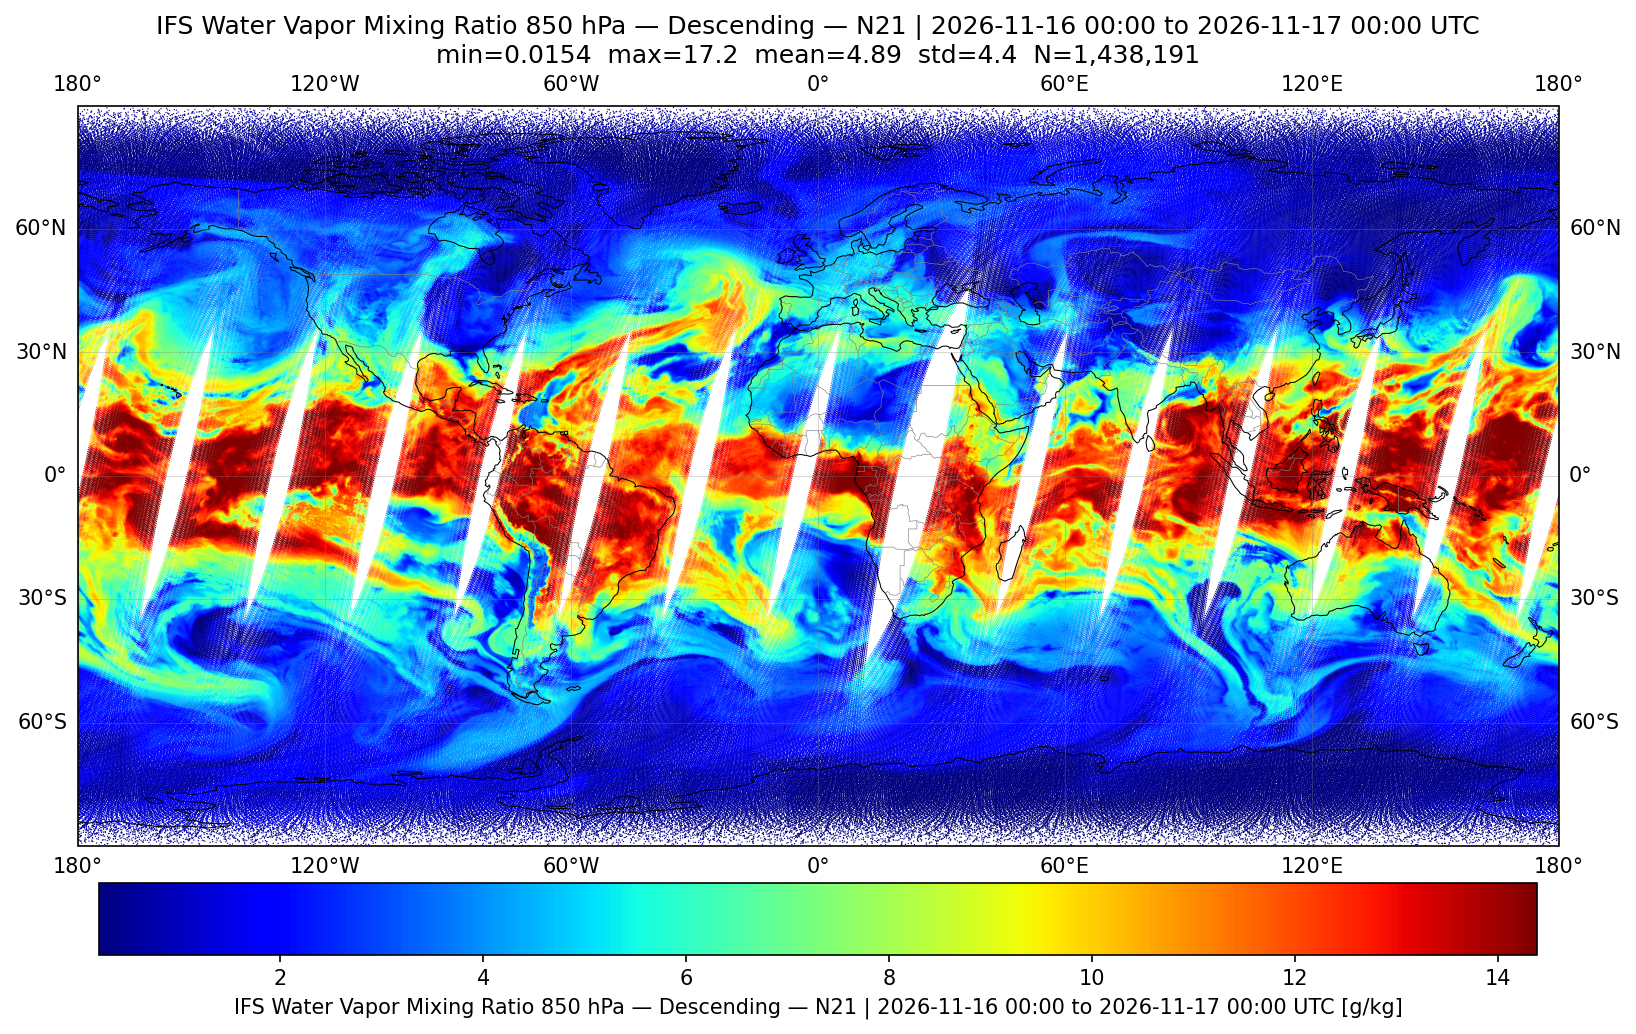 IFS Water Vapor Mixing Ratio 850 hPa — Descending — N21 | 2026-11-16 00:00 to 2026-11-17 00:00 UTC
min=0.0154 max=17.2 mean=4.89 std=4.4 N=1,438,191
180° 120°W 60°W 0° 60°E 120°E 180°
60°N 60°N
30°N 30°N
0° 0°
30°S 30°S
60°S 60°S
180° 120°W 60°W 0° 60°E 120°E 180°
2 4 6 8 10 12 14
IFS Water Vapor Mixing Ratio 850 hPa — Descending — N21 | 2026-11-16 00:00 to 2026-11-17 00:00 UTC [g/kg]